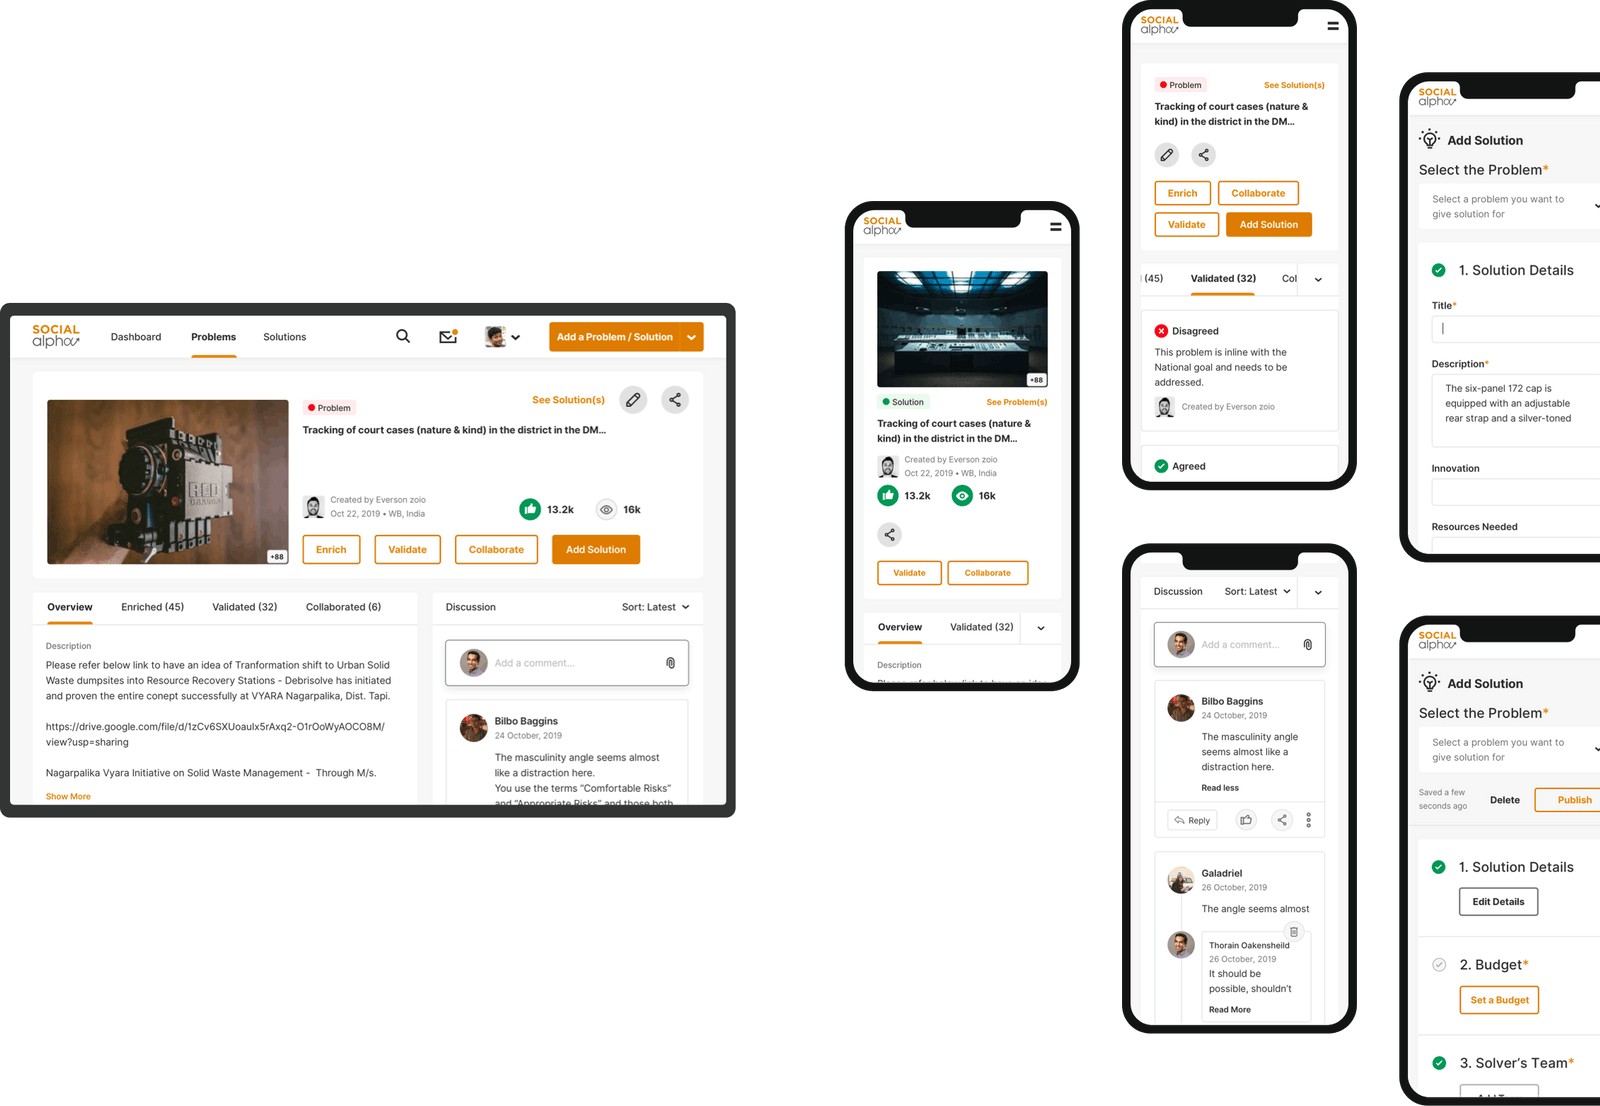 SOCIAL
alpha
Dashboard
Problems
Solutions
Add a Problem / Solution
Problem
See Solution(s)
Tracking of court cases (nature & kind) in the district in the DM...
RED
+88
Created by Everson zoio
Oct 22, 2019 • WB, India
13.2k
16k
Enrich
Validate
Collaborate
Add Solution
Overview
Enriched (45)
Validated (32)
Collaborated (6)
Description
Please refer below link to have an idea of Tranformation shift to Urban Solid
Waste dumpsites into Resource Recovery Stations - Debrisolve has initiated
and proven the entire conept successfully at VYARA Nagarpalika, Dist. Tapi.
https://drive.google.com/file/d/1zCv6SXUoaulx5rAxq2-O1rOoWyAOCO8M/
view?usp=sharing
Nagarpalika Vyara Initiative on Solid Waste Management -  Through M/s.
Show More
Discussion
Sort: Latest
Add a comment...
Bilbo Baggins
24 October, 2019
The masculinity angle seems almost
like a distraction here.
You use the terms “Comfortable Risks”
and “Appropriate Risks” and those both
SOCIAL
alpha
+88
Solution
See Problem(s)
Tracking of court cases (nature &
kind) in the district in the DM...
Created by Everson zoio
Oct 22, 2019 • WB, India
13.2k
16k
Validate
Collaborate
Overview
Validated (32)
Description
SOCIAL
alpha
Problem
See Solution(s)
Tracking of court cases (nature &
kind) in the district in the DM...
Enrich
Collaborate
Validate
Add Solution
(45)
Validated (32)
Col
Disagreed
This problem is inline with the
National goal and needs to be
addressed.
Created by Everson zoio
Agreed
Discussion
Sort: Latest
Add a comment...
Bilbo Baggins
24 October, 2019
The masculinity angle
seems almost like a
distraction here.
Read less
Reply
Galadriel
26 October, 2019
The angle seems almost
Thorain Oakensheild
26 October, 2019
It should be
possible, shouldn’t
Read More
SOCIAL
alpha
Add Solution
Select the Problem*
Select a problem you want to
give solution for
1. Solution Details
Title*
Description*
The six-panel 172 cap is
equipped with an adjustable
rear strap and a silver-toned
Innovation
Resources Needed
SOCIAL
alpha
Add Solution
Select the Problem*
Select a problem you want to
give solution for
Saved a few
seconds ago
Delete
Publish
1. Solution Details
Edit Details
2. Budget*
Set a Budget
3. Solver’s Team*